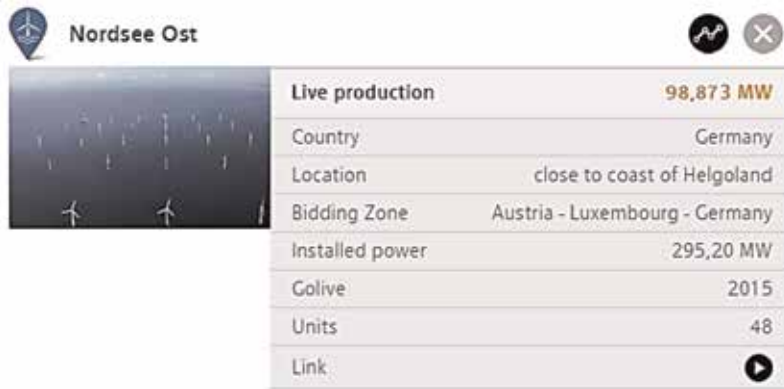 Nordsee Ost
Live production 98,873 MW
Country Germany
Location close to coast of Helgoland
Bidding Zone Austria - Luxembourg - Germany
Installed power 295,20 MW
Golive 2015
Units 48
Link